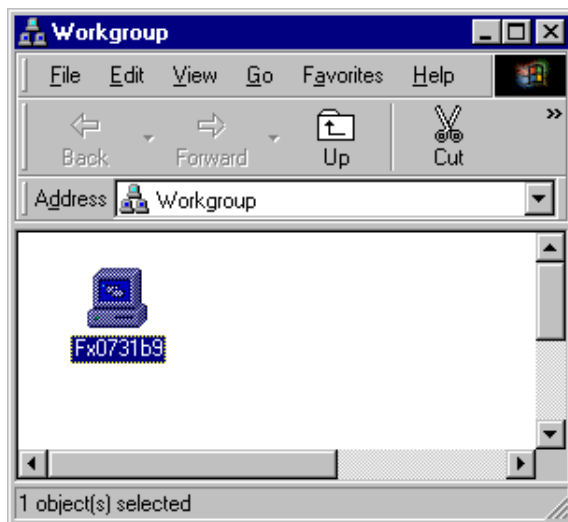 Workgroup
File Edit View Go Favorites Help
Back Forward Up Cut »
Address Workgroup
Fx0731b9
1 object(s) selected